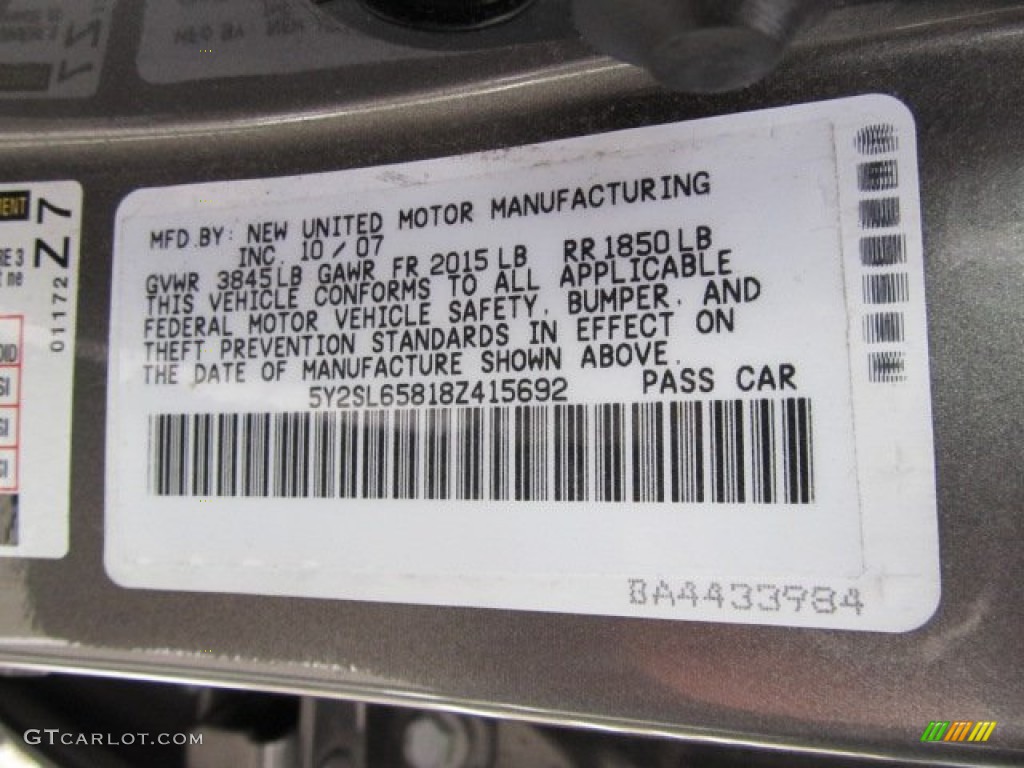 MFD.BY: NEW UNITED MOTOR MANUFACTURING
INC. 10/07
GVWR 3845LB GAWR FR 2015 LB RR 1850 LB
THIS VEHICLE CONFORMS TO ALL APPLICABLE
FEDERAL MOTOR VEHICLE SAFETY, BUMPER, AND
THEFT PREVENTION STANDARDS IN EFFECT ON
THE DATE OF MANUFACTURE SHOWN ABOVE.
5Y2SL65818Z415692 PASS CAR
BA4433984
Z7
01172
GTCARLOT.COM